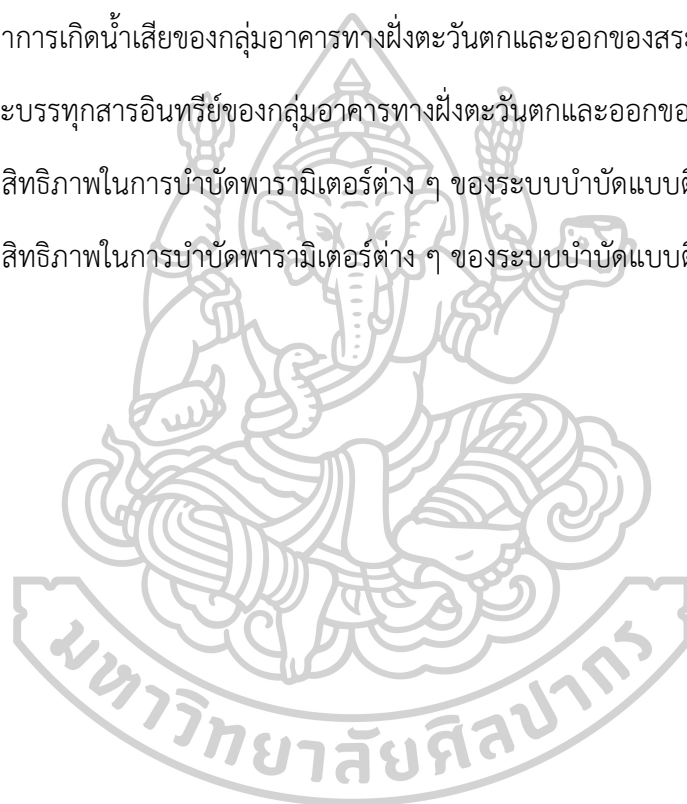 าการเกิดน้ำเสียของกลุ่มอาคารทางฝั่งตะวันตกและออกของสระ
ะบรรทุกสารอินทรีย์ของกลุ่มอาคารทางฝั่งตะวันตกและออกขอ
สิทธิภาพในการบำบัดพารามิเตอร์ต่าง ๆ ของระบบบำบัดแบบติ
สิทธิภาพในการบำบัดพารามิเตอร์ต่าง ๆ ของระบบบำบัดแบบติ
มหาวิทยาลัยศิลปากร